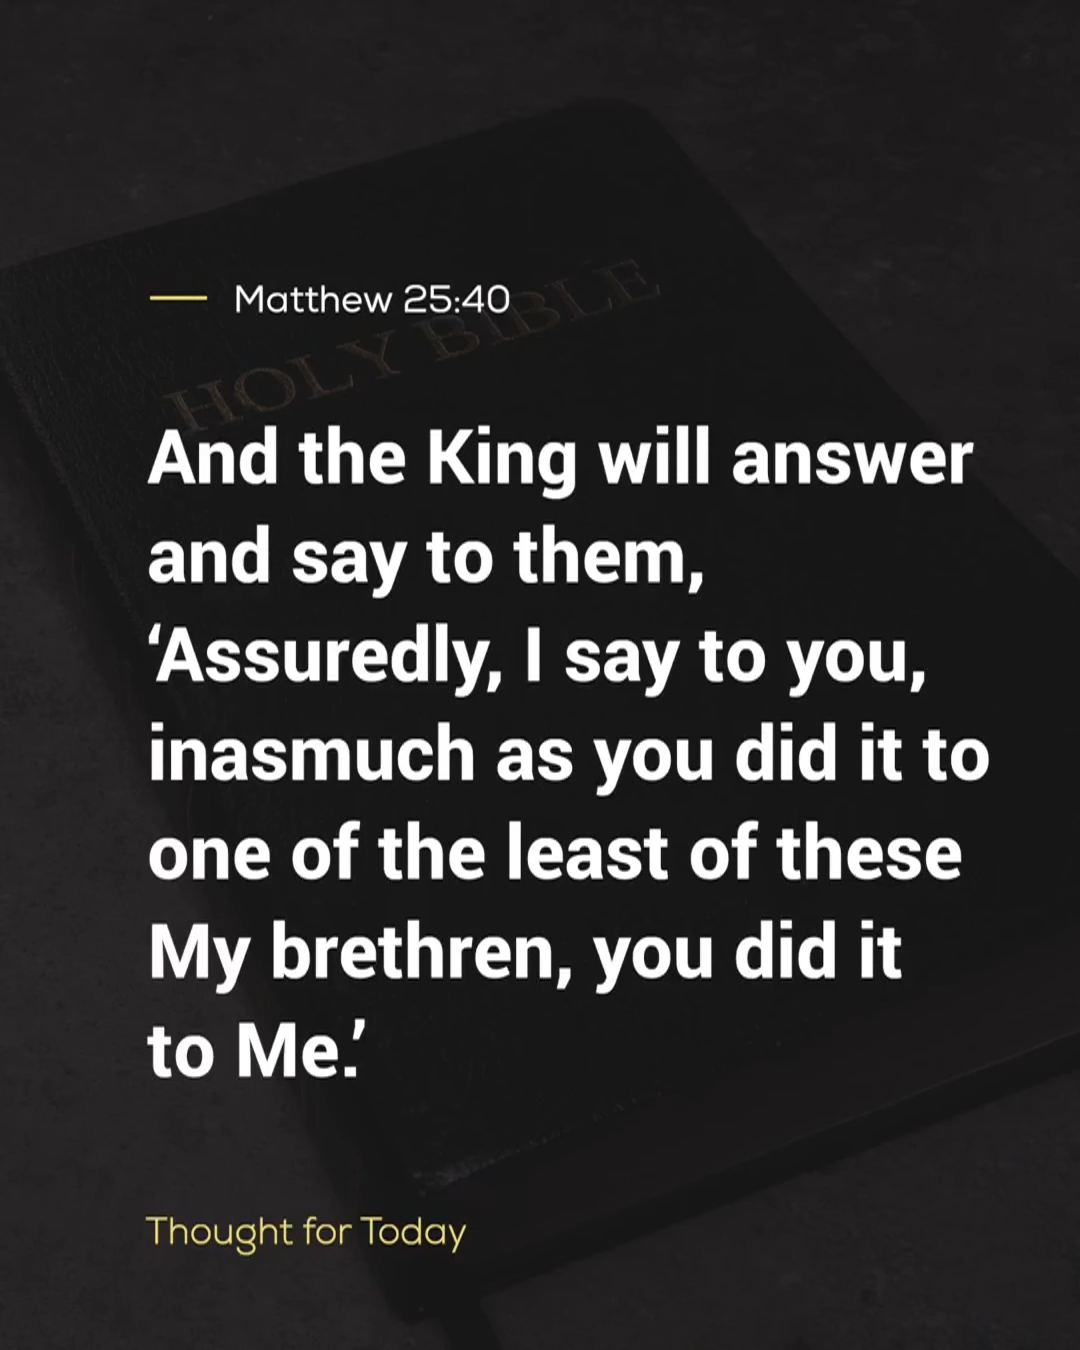 Matthew 25:40
HOLY BIBLE
And the King will answer
and say to them,
‘Assuredly, I say to you,
inasmuch as you did it to
one of the least of these
My brethren, you did it
to Me.’
Thought for Today